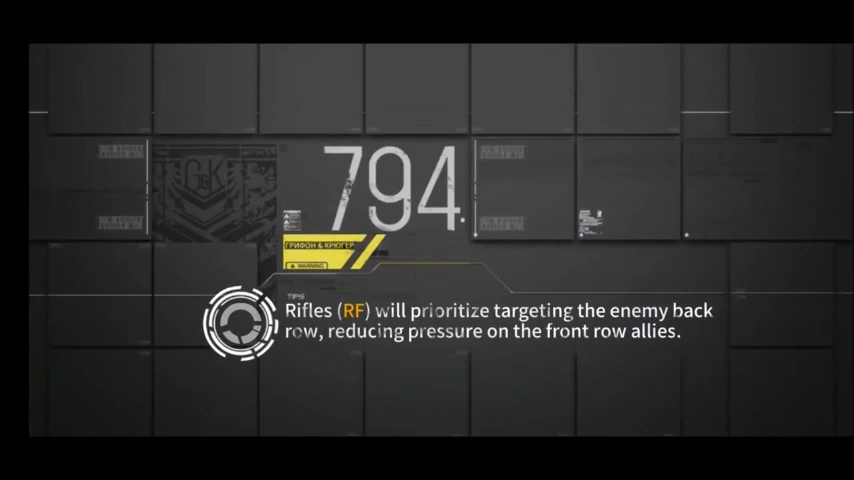 G&K
794.
ГРИФОН & КРЮГЕР
WARNING
TIPS
Rifles (RF) will prioritize targeting the enemy back
row, reducing pressure on the front row allies.